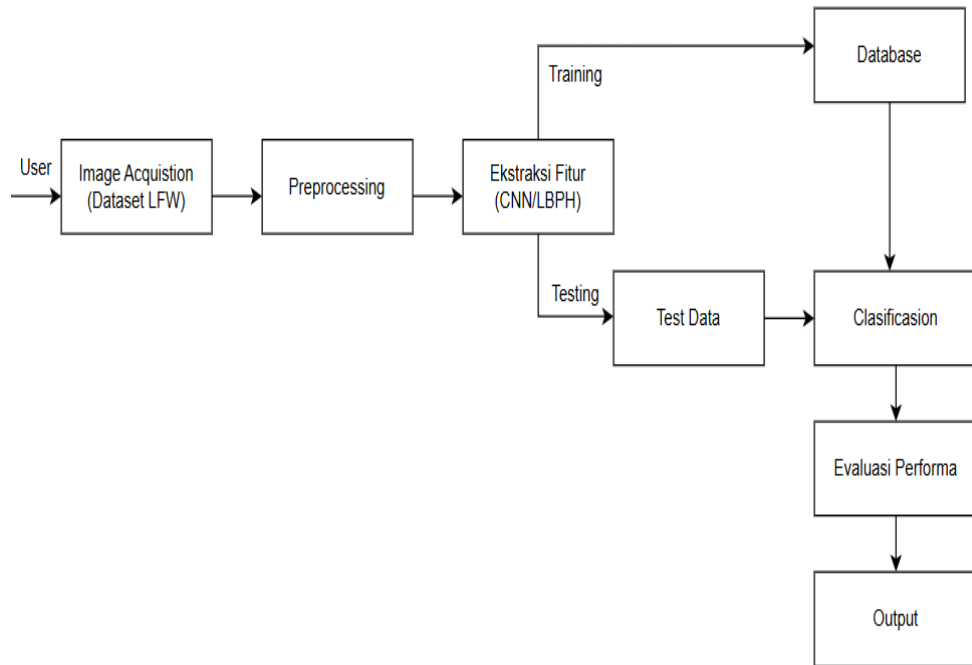 User
Image Acquistion
(Dataset LFW)
Preprocessing
Ekstraksi Fitur
(CNN/LBPH)
Training
Database
Testing
Test Data
Clasificasion
Evaluasi Performa
Output